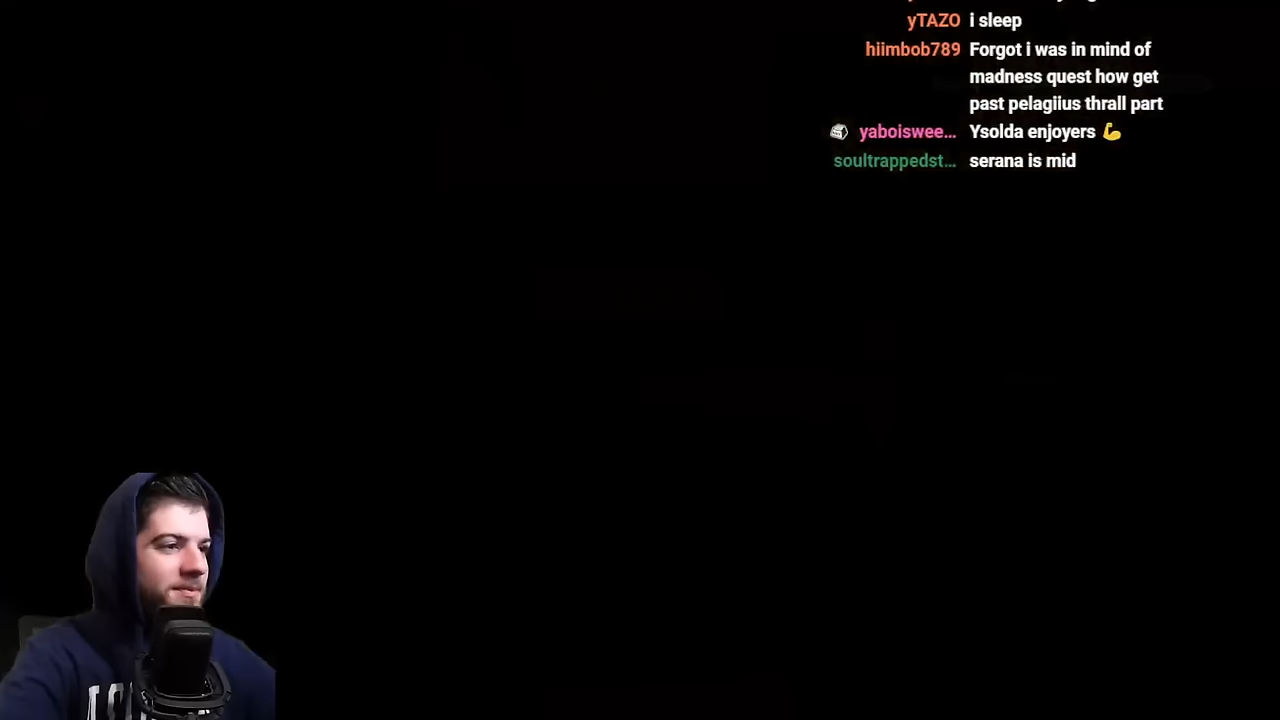 yTAZO i sleep
hiimbob789 Forgot i was in mind of
madness quest how get
past pelagiius thrall part
yaboiswee… Ysolda enjoyers 💪
soultrappedst… serana is mid